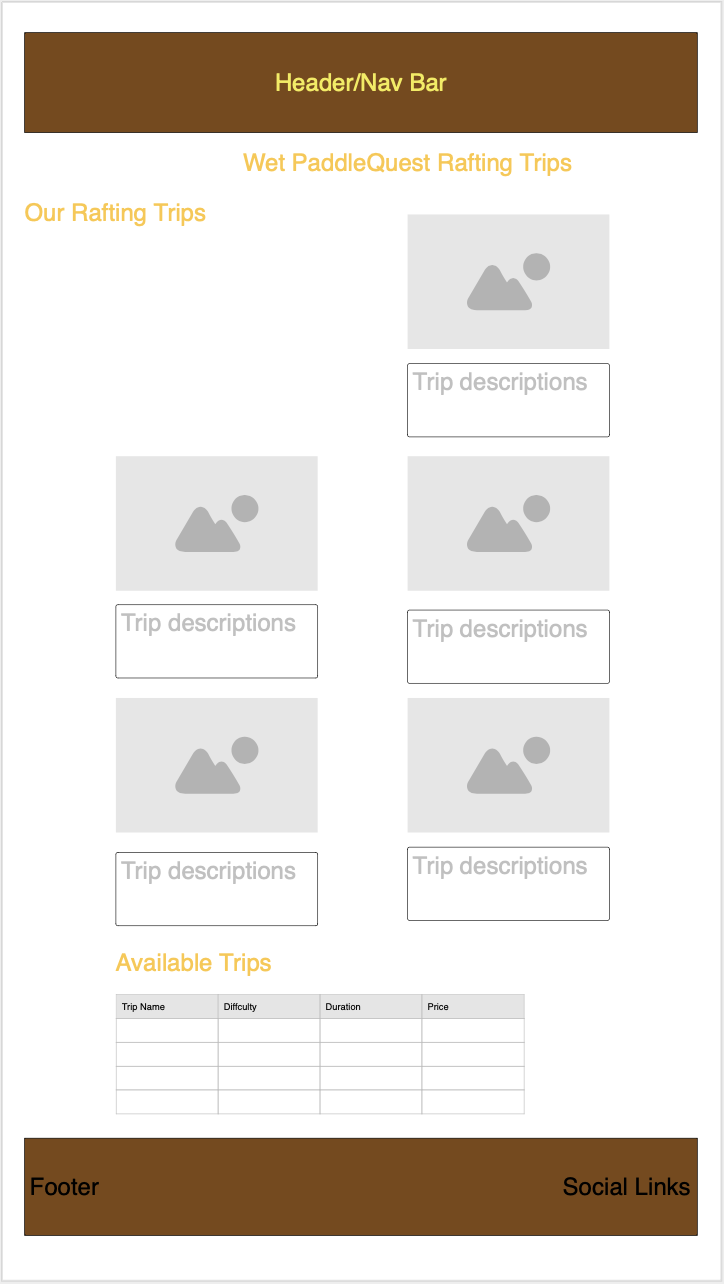 Header/Nav Bar
Wet PaddleQuest Rafting Trips
Our Rafting Trips
Trip descriptions
Trip descriptions
Trip descriptions
Trip descriptions
Trip descriptions
Available Trips
Trip Name Diffculty Duration Price
Footer Social Links